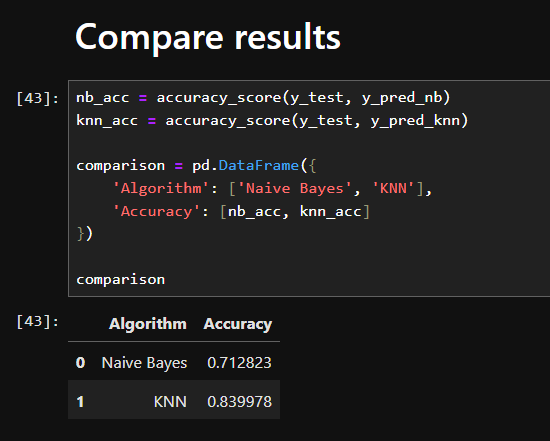 Compare results
[43]: nb_acc = accuracy_score(y_test, y_pred_nb)
knn_acc = accuracy_score(y_test, y_pred_knn)
comparison = pd.DataFrame({
    'Algorithm': ['Naive Bayes', 'KNN'],
    'Accuracy': [nb_acc, knn_acc]
})
comparison
[43]: Algorithm Accuracy
0 Naive Bayes 0.712823
1 KNN 0.839978